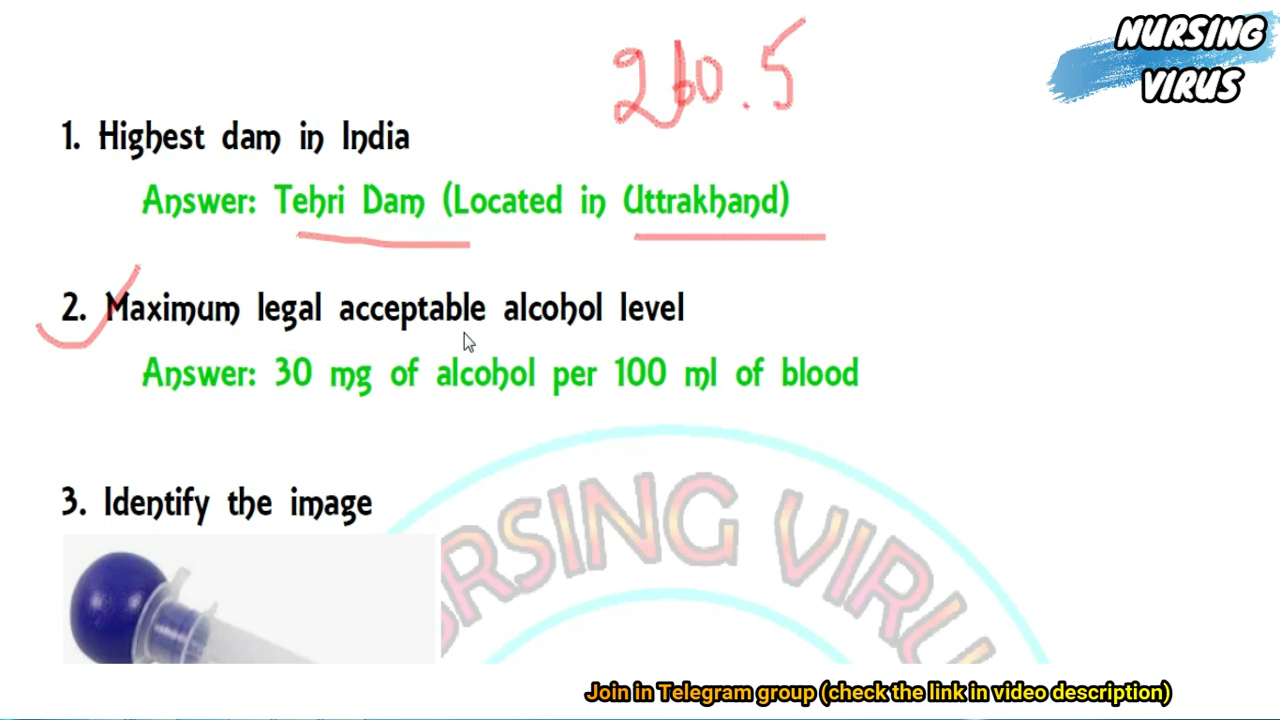 NURSING
VIRUS
260.5
1. Highest dam in India
Answer: Tehri Dam (Located in Uttrakhand)
2. Maximum legal acceptable alcohol level
Answer: 30 mg of alcohol per 100 ml of blood
3. Identify the image
NURSING VIRUS
Join in Telegram group (check the link in video description)